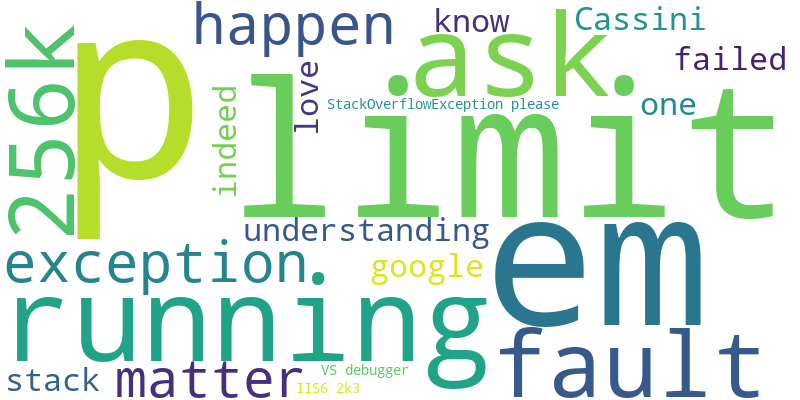 happen
know
Cassini
p
ask
failed
256k
limit
love
StackOverflowException please
one
indeed
understanding
em
exception
google
running
fault
stack
matter
VS debugger
IIS6 2k3